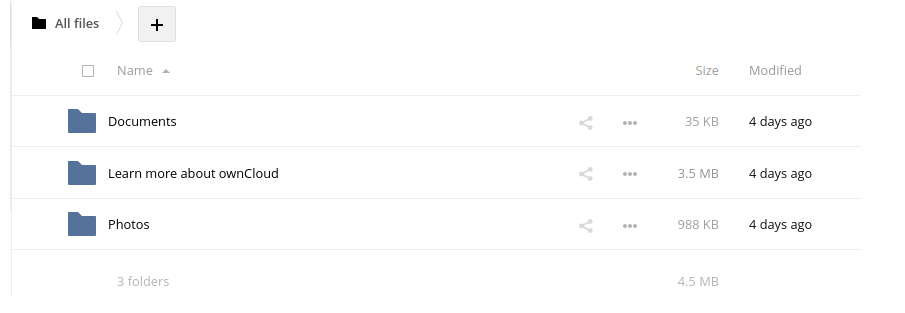 All files +
Name Size Modified
Documents 35 KB 4 days ago
Learn more about ownCloud 3.5 MB 4 days ago
Photos 988 KB 4 days ago
3 folders 4.5 MB